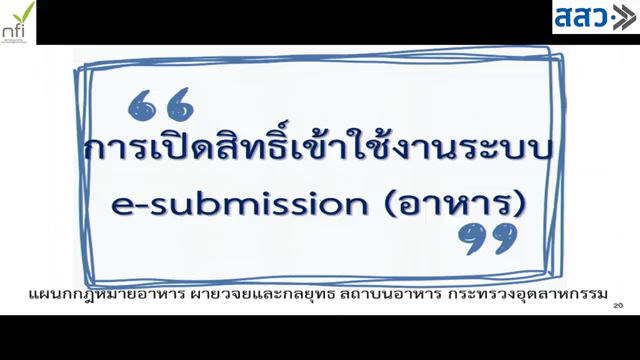 nfi
สสว
“
การเปิดสิทธิ์เข้าใช้งานระบบ
e-submission (อาหาร)
”
แผนกกฎหมายอาหาร ฝ่ายวิจัยและกลยุทธ์ สถาบันอาหาร กระทรวงอุตสาหกรรม
20